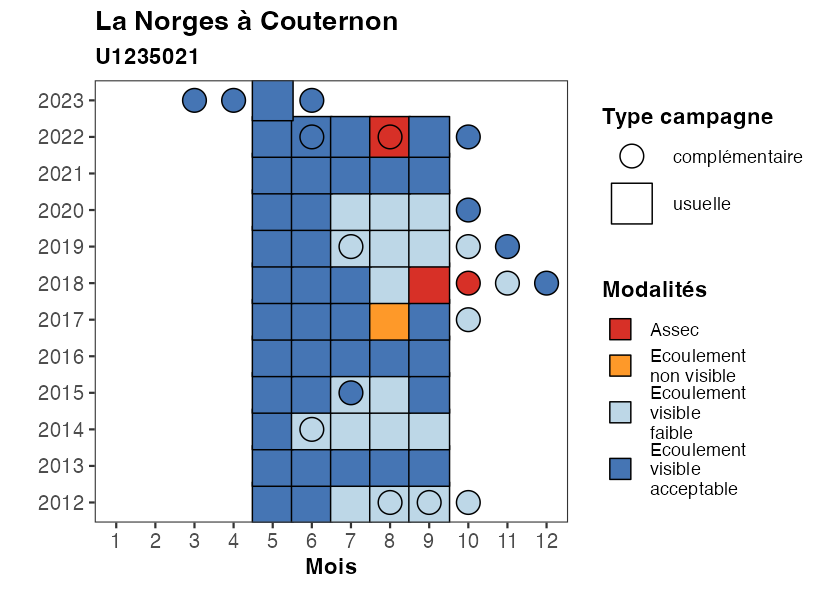 La Norges à Couternon
U1235021
2023
2022
2021
2020
2019
2018
2017
2016
2015
2014
2013
2012
1 2 3 4 5 6 7 8 9 10 11 12
Mois
Type campagne
complémentaire
usuelle
Modalités
Assec
Ecoulement
non visible
Ecoulement
visible
faible
Ecoulement
visible
acceptable